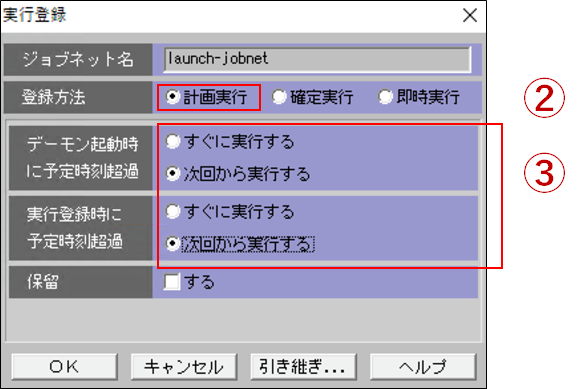 実行登録
ジョブネット名 launch-jobnet
登録方法 計画実行 確定実行 即時実行
②
デーモン起動時
に予定時刻超過
すぐに実行する
次回から実行する
③
実行登録時に
予定時刻超過
すぐに実行する
次回から実行する
保留 する
OK キャンセル 引き継ぎ... ヘルプ